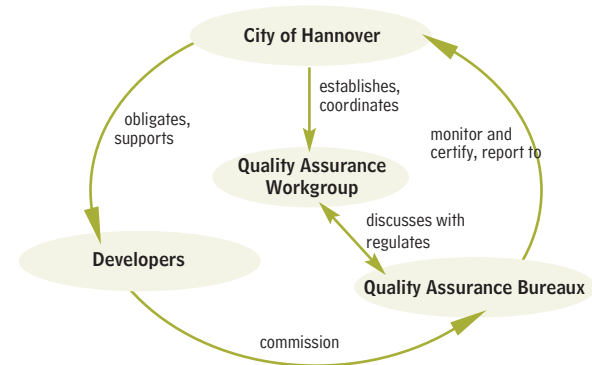 City of Hannover
establishes,
coordinates
obligates,
supports
monitor and
certify, report to
Quality Assurance
Workgroup
discusses with
regulates
Developers
Quality Assurance Bureaux
commission